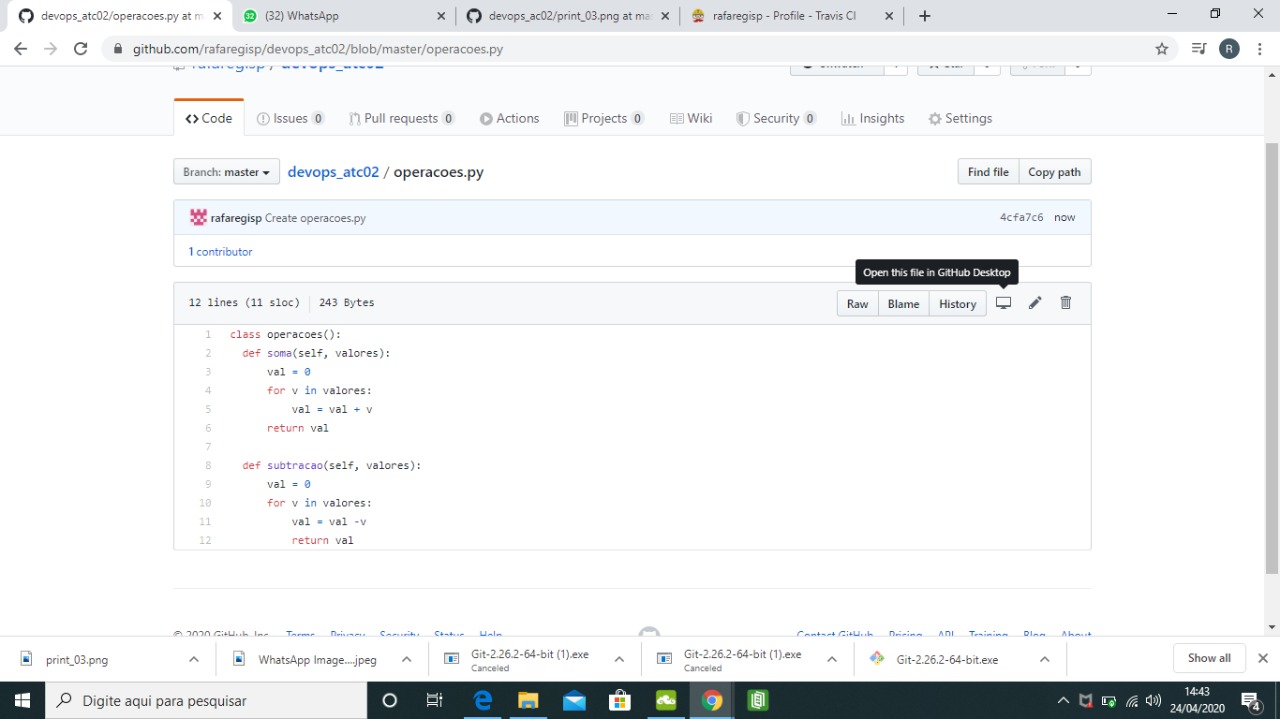 devops_atc02/operacoes.py at m
(32) WhatsApp
devops_ac02/print_03.png at mas
rafaregisp - Profile - Travis CI
github.com/rafaregisp/devops_atc02/blob/master/operacoes.py
R
rafaregisp / devops_atc02
Code
Issues 0
Pull requests 0
Actions
Projects 0
Wiki
Security 0
Insights
Settings
Branch: master
devops_atc02 / operacoes.py
Find file
Copy path
rafaregisp Create operacoes.py
4cfa7c6 now
1 contributor
Open this file in GitHub Desktop
12 lines (11 sloc) 243 Bytes
Raw
Blame
History
1 class operacoes():
2 def soma(self, valores):
3 val = 0
4 for v in valores:
5 val = val + v
6 return val
7
8 def subtracao(self, valores):
9 val = 0
10 for v in valores:
11 val = val -v
12 return val
© 2020 GitHub, Inc. Terms Privacy Security Status Help
Contact GitHub Pricing API Training Blog About
print_03.png
WhatsApp Image....jpeg
Git-2.26.2-64-bit (1).exe
Canceled
Git-2.26.2-64-bit (1).exe
Canceled
Git-2.26.2-64-bit.exe
Show all
Digite aqui para pesquisar
14:43
24/04/2020
4